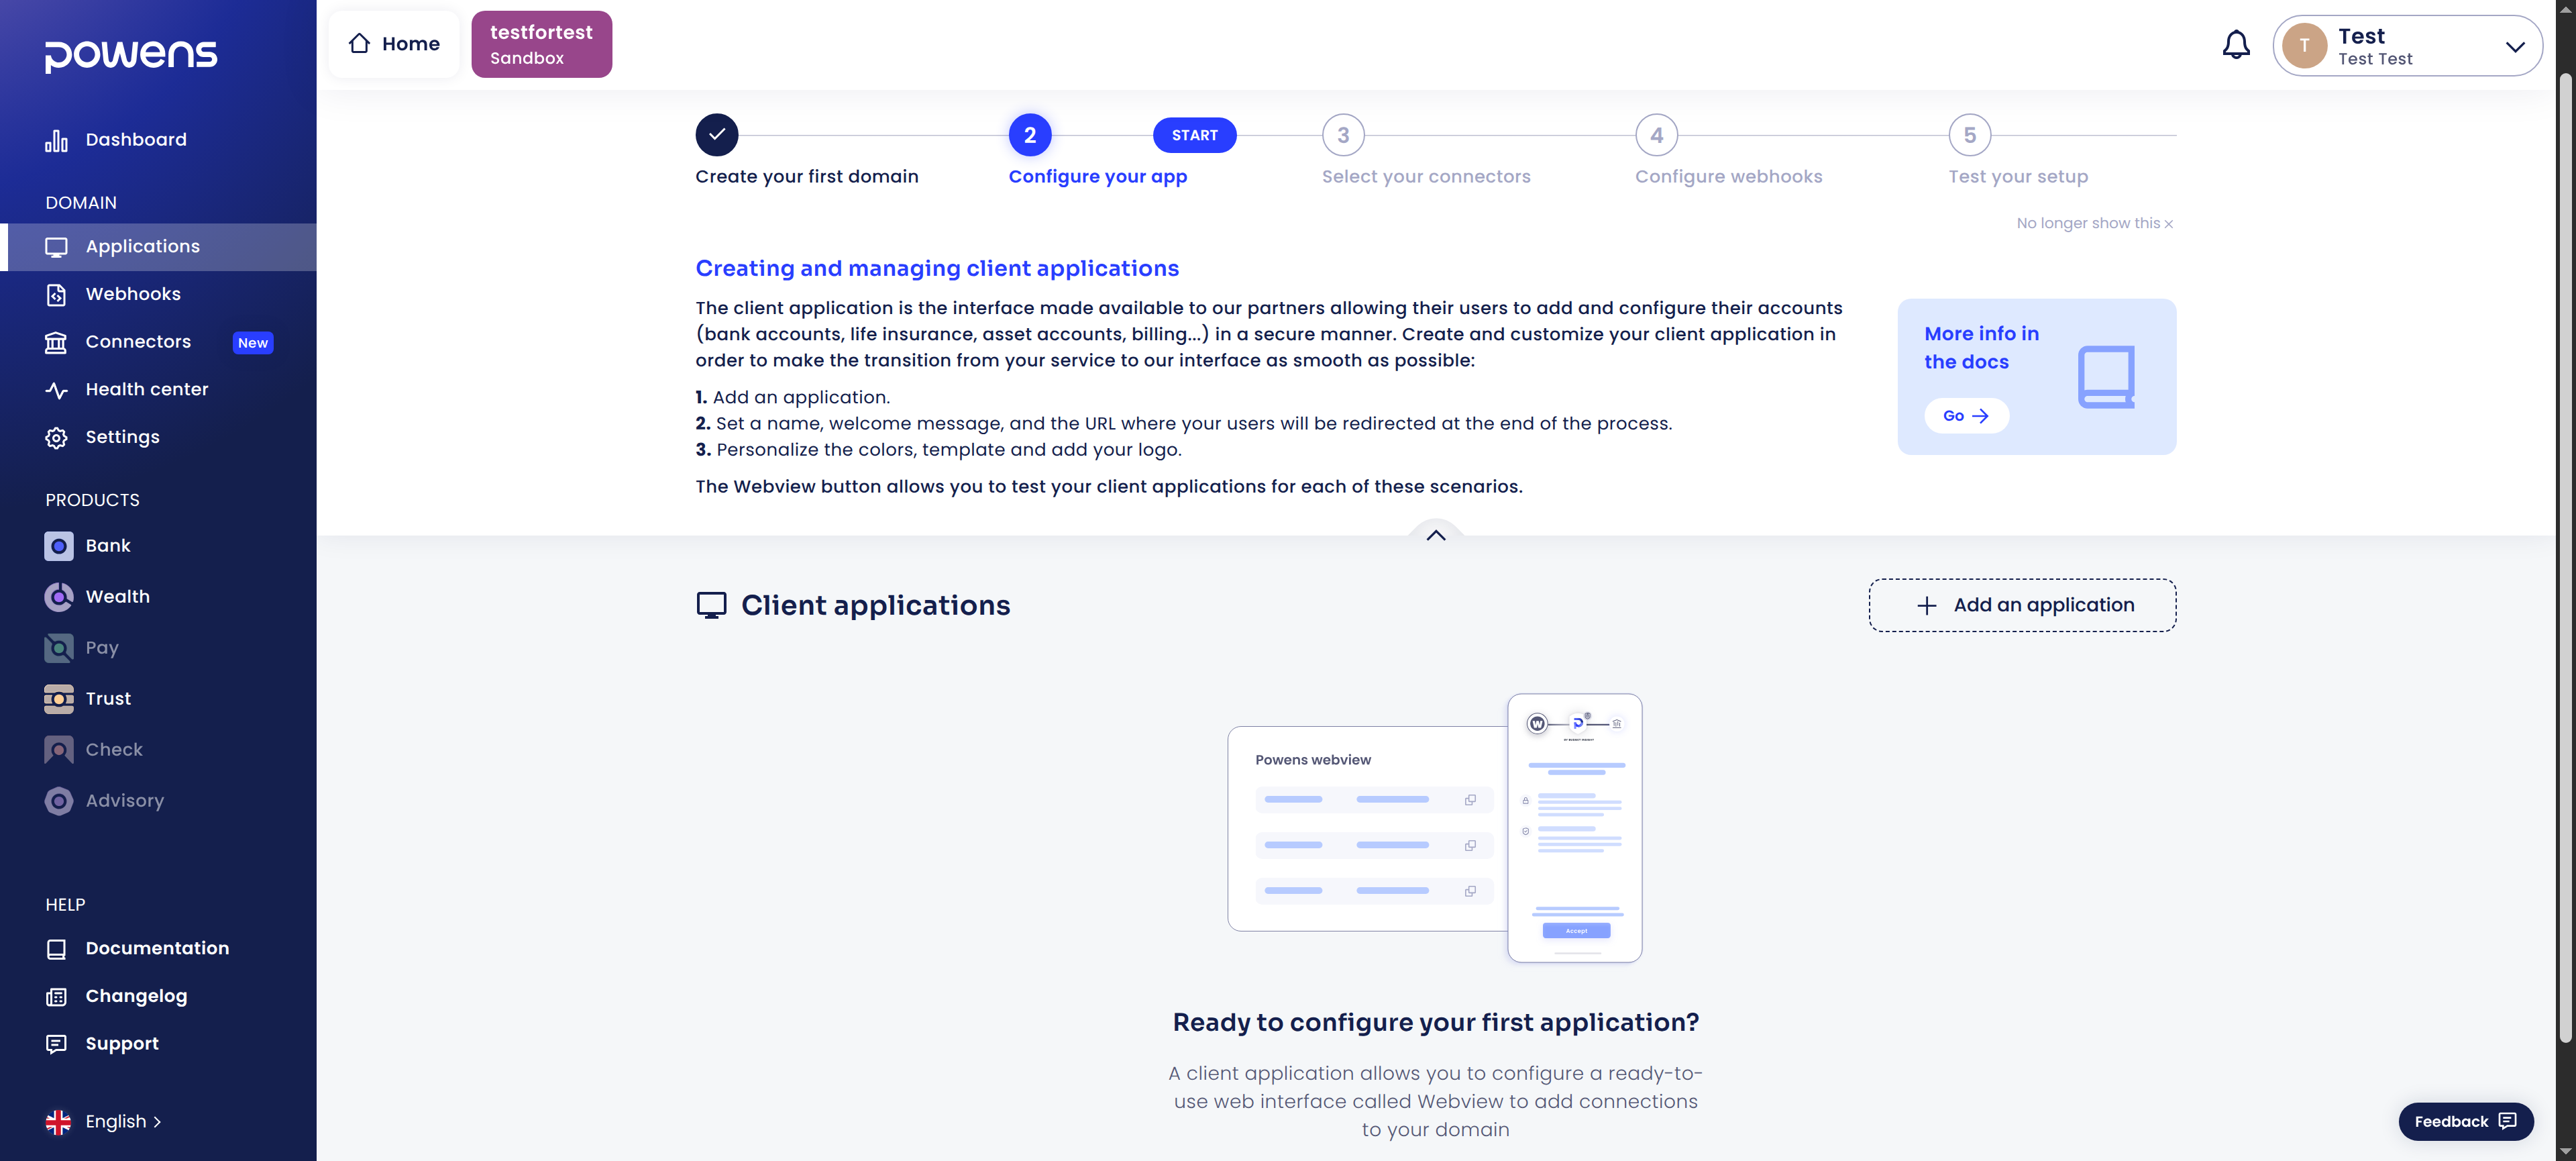 powens
Dashboard
DOMAIN
Applications
Webhooks
Connectors New
Health center
Settings
PRODUCTS
Bank
Wealth
Pay
Trust
Check
Advisory
HELP
Documentation
Changelog
Support
English
Home
testfortest
Sandbox
T
Test
Test Test
2 START 3 4 5
Create your first domain Configure your app Select your connectors Configure webhooks Test your setup
No longer show this
Creating and managing client applications
The client application is the interface made available to our partners allowing their users to add and configure their accounts
(bank accounts, life insurance, asset accounts, billing...) in a secure manner. Create and customize your client application in
order to make the transition from your service to our interface as smooth as possible:
1. Add an application.
2. Set a name, welcome message, and the URL where your users will be redirected at the end of the process.
3. Personalize the colors, template and add your logo.
The Webview button allows you to test your client applications for each of these scenarios.
More info in
the docs
Go
Client applications
Add an application
Powens webview
W P
Accept
Ready to configure your first application?
A client application allows you to configure a ready-to-
use web interface called Webview to add connections
to your domain
Feedback